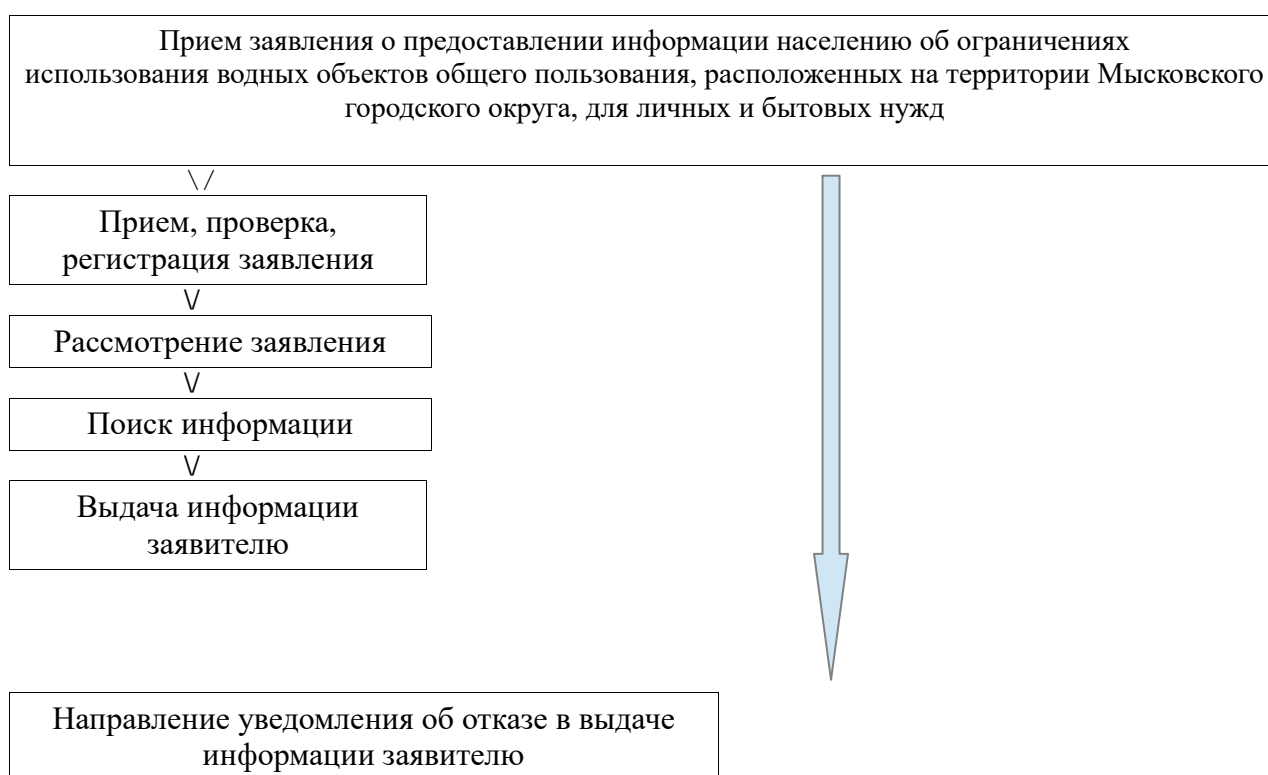 Прием заявления о предоставлении информации населению об ограничениях
использования водных объектов общего пользования, расположенных на территории Мысковского
городского округа, для личных и бытовых нужд
\ /
Прием, проверка,
регистрация заявления
\/
Рассмотрение заявления
\/
Поиск информации
\/
Выдача информации
заявителю
Направление уведомления об отказе в выдаче
информации заявителю